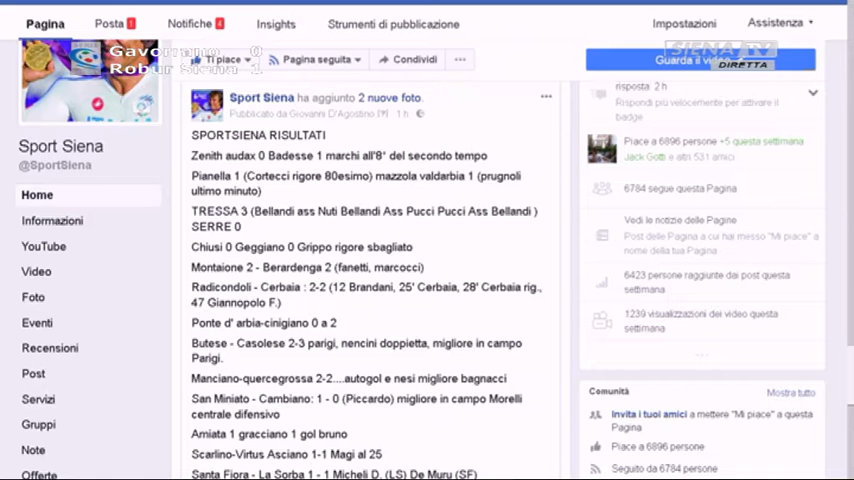 Pagina
Posta 1
Notifiche 4
Insights
Strumenti di pubblicazione
Impostazioni
Assistenza
Gavorrano 0
Robur Siena 1
SIENA TV
DIRETTA
Ti piace
Pagina seguita
Condividi
Guarda il video
Sport Siena
@SportSiena
Home
Informazioni
YouTube
Video
Foto
Eventi
Recensioni
Post
Servizi
Gruppi
Note
Offerte
Sport Siena ha aggiunto 2 nuove foto.
Pubblicato da Giovanni D'Agostino 1 h
SPORTSIENA RISULTATI
Zenith audax 0 Badesse 1 marchi all'8° del secondo tempo
Pianella 1 (Cortecci rigore 80esimo) mazzola valdarbia 1 (prugnoli
ultimo minuto)
TRESSA 3 (Bellandi ass Nuti Bellandi Ass Pucci Pucci Ass Bellandi )
SERRE 0
Chiusi 0 Geggiano 0 Grippo rigore sbagliato
Montaione 2 - Berardenga 2 (fanetti, marcocci)
Radicondoli - Cerbaia : 2-2 (12 Brandani, 25' Cerbaia, 28' Cerbaia rig.,
47 Giannopolo F.)
Ponte d' arbia-cinigiano 0 a 2
Butese - Casolese 2-3 parigi, nencini doppietta, migliore in campo
Parigi.
Manciano-quercegrossa 2-2....autogol e nesi migliore bagnacci
San Miniato - Cambiano: 1 - 0 (Piccardo) migliore in campo Morelli
centrale difensivo
Amiata 1 gracciano 1 gol bruno
Scarlino-Virtus Asciano 1-1 Magi al 25
Santa Fiora - La Sorba 1 - 1 Micheli D. (LS) De Muru (SF)
risposta 2 h
Rispondi più velocemente per attivare il
badge
Piace a 6896 persone +5 questa settimana
Jack Gotti e altri 531 amici
6784 segue questa Pagina
Vedi le notizie delle Pagine
Post delle Pagina a cui hai messo "Mi piace" a
nome della tua Pagina
6423 persone raggiunte dai post questa
settimana
1239 visualizzazioni dei video questa
settimana
Comunità
Mostra tutto
Invita i tuoi amici a mettere "Mi piace" a questa
Pagina
Piace a 6896 persone
Seguito da 6784 persone